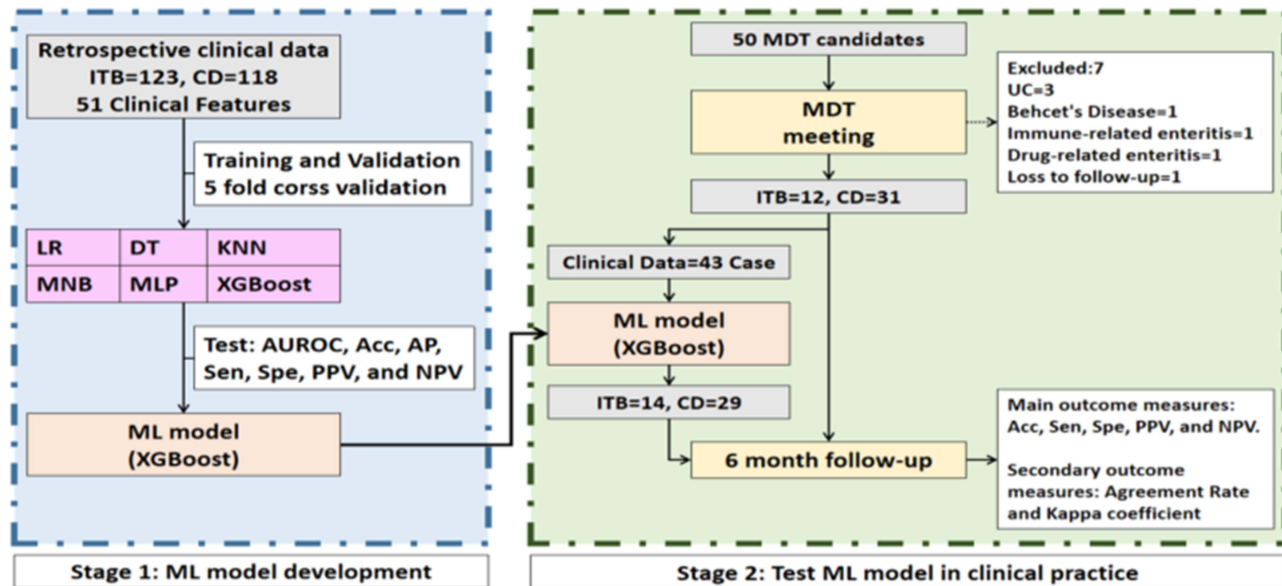 Retrospective clinical data
ITB=123, CD=118
51 Clinical Features
Training and Validation
5 fold corss validation
LR DT KNN
MNB MLP XGBoost
Test: AUROC, Acc, AP,
Sen, Spe, PPV, and NPV
ML model
(XGBoost)
Stage 1: ML model development
50 MDT candidates
MDT
meeting
Excluded:7
UC=3
Behcet's Disease=1
Immune-related enteritis=1
Drug-related enteritis=1
Loss to follow-up=1
ITB=12, CD=31
Clinical Data=43 Case
ML model
(XGBoost)
ITB=14, CD=29
6 month follow-up
Main outcome measures:
Acc, Sen, Spe, PPV, and NPV.
Secondary outcome
measures: Agreement Rate
and Kappa coefficient
Stage 2: Test ML model in clinical practice